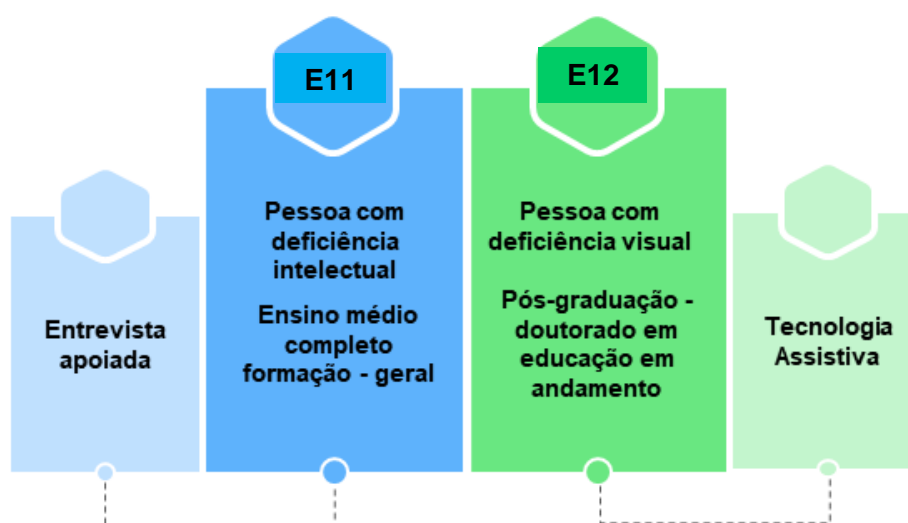 Entrevista
apoiada
E11
Pessoa com
deficiência
intelectual
Ensino médio
completo
formação - geral
E12
Pessoa com
deficiência visual
Pós-graduação -
doutorado em
educação em
andamento
Tecnologia
Assistiva